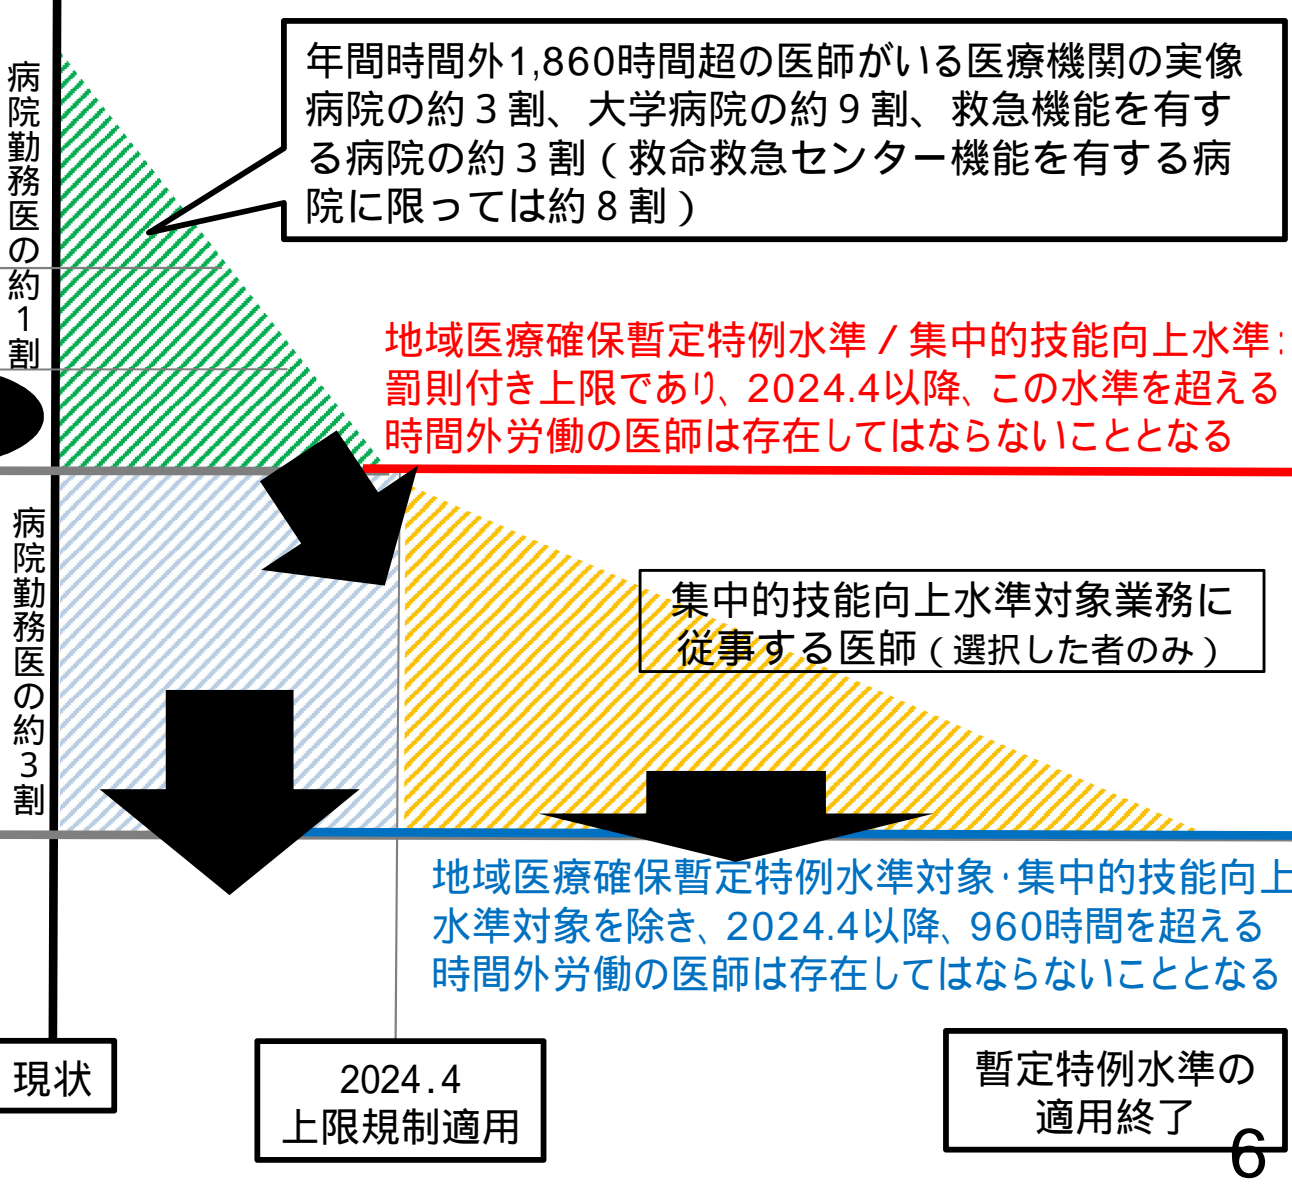 年間時間外1,860時間超の医師がいる医療機関の実像
病院の約３割、大学病院の約９割、救急機能を有す
る病院の約３割（救命救急センター機能を有する病
院に限っては約８割）
病院勤務医の約1割
地域医療確保暫定特例水準／集中的技能向上水準：
罰則付き上限であり、2024.4以降、この水準を超える
時間外労働の医師は存在してはならないこととなる
病院勤務医の約3割
集中的技能向上水準対象業務に
従事する医師（選択した者のみ）
地域医療確保暫定特例水準対象・集中的技能向上
水準対象を除き、2024.4以降、960時間を超える
時間外労働の医師は存在してはならないこととなる
現状
2024.4
上限規制適用
暫定特例水準の
適用終了
6